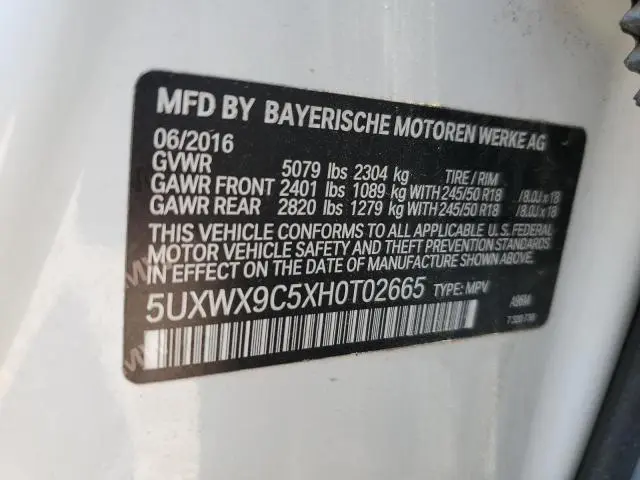 MFD BY BAYERISCHE MOTOREN WERKE AG
06/2016
GVWR 5079 lbs 2304 kg TIRE / RIM
GAWR FRONT 2401 lbs 1089 kg WITH 245/50 R18 /8.0J x 18
GAWR REAR 2820 lbs 1279 kg WITH 245/50 R18 /8.0J x 18
THIS VEHICLE CONFORMS TO ALL APPLICABLE U.S. FEDERAL
MOTOR VEHICLE SAFETY AND THEFT PREVENTION STANDARDS
IN EFFECT ON THE DATE OF MANUFACTURE SHOWN ABOVE.
5UXWX9C5XH0T02665 TYPE: MPV